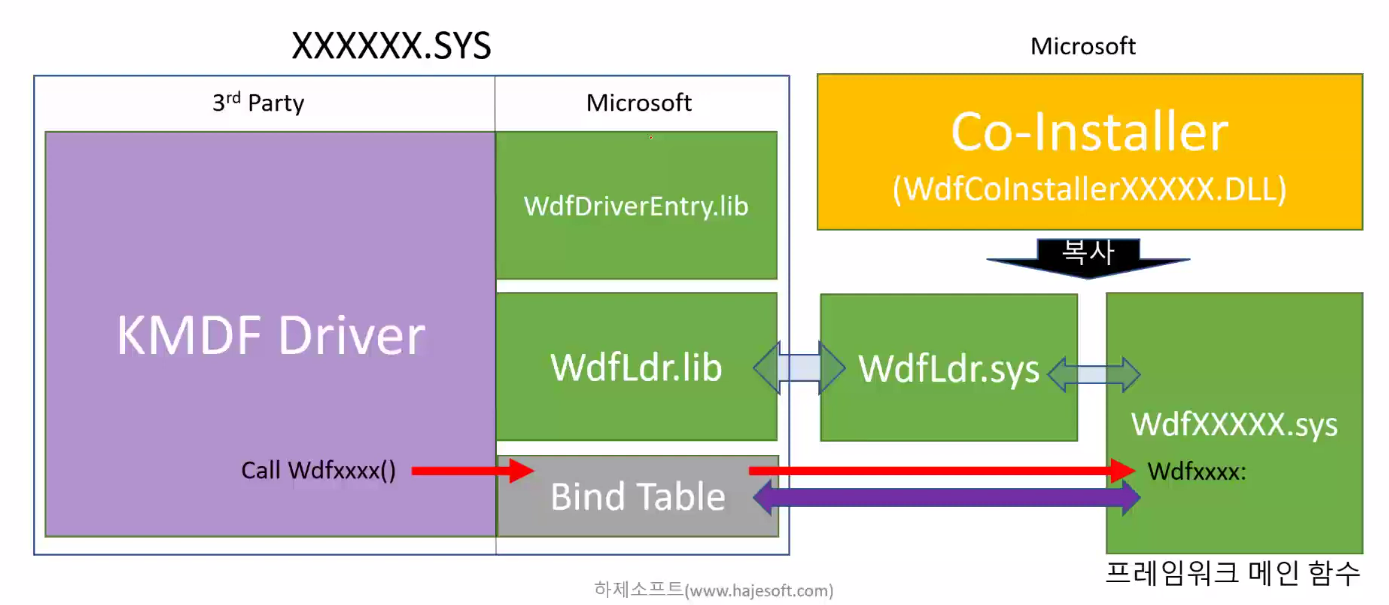 XXXXXX.SYS
3rd Party
Microsoft
KMDF Driver
Call Wdfxxxx()
WdfDriverEntry.lib
WdfLdr.lib
Bind Table
Microsoft
Co-Installer
(WdfCoInstallerXXXXX.DLL)
복사
WdfLdr.sys
WdfXXXXX.sys
Wdfxxxx:
프레임워크 메인 함수
하제소프트(www.hajesoft.com)